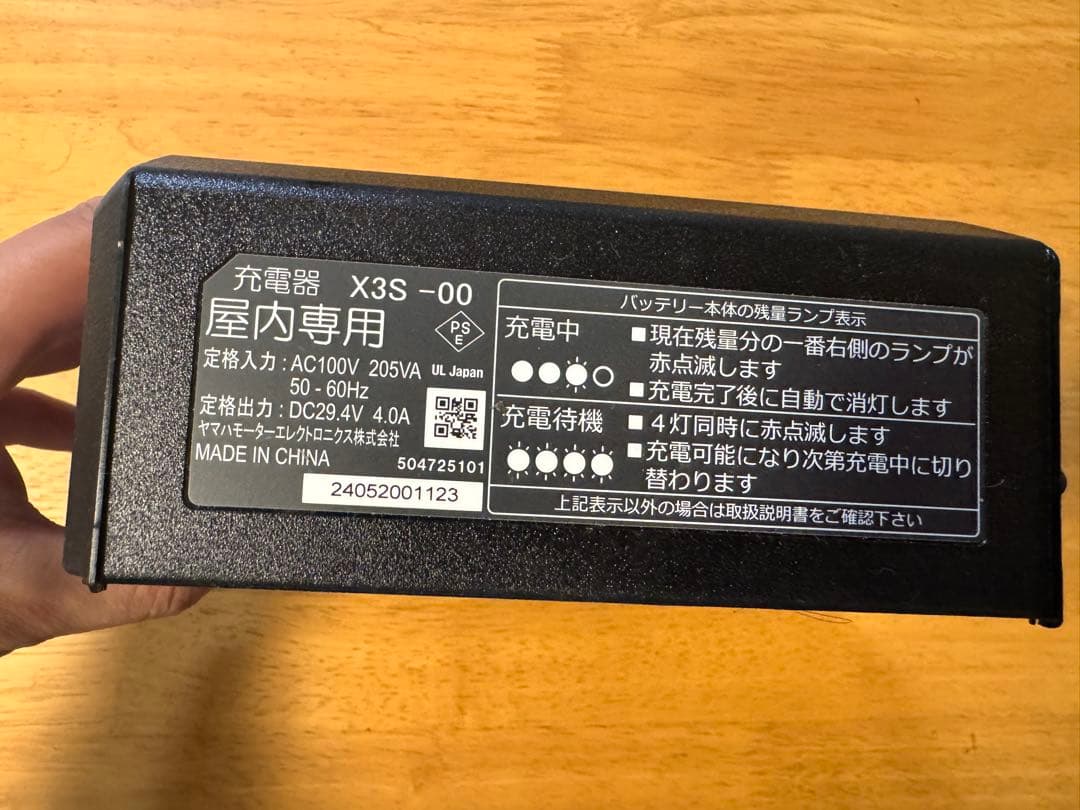 充電器 X3S -00
屋内専用
PS
E
定格入力 : AC100V 205VA
UL Japan
50 - 60Hz
定格出力 : DC29.4V 4.0A
ヤマハモーターエレクトロニクス株式会社
MADE IN CHINA
504725101
24052001123
バッテリー本体の残量ランプ表示
充電中
■現在残量分の一番右側のランプが
赤点滅します
■充電完了後に自動で消灯します
充電待機
■４灯同時に赤点滅します
■充電可能になり次第充電中に切り
替わります
上記表示以外の場合は取扱説明書をご確認下さい